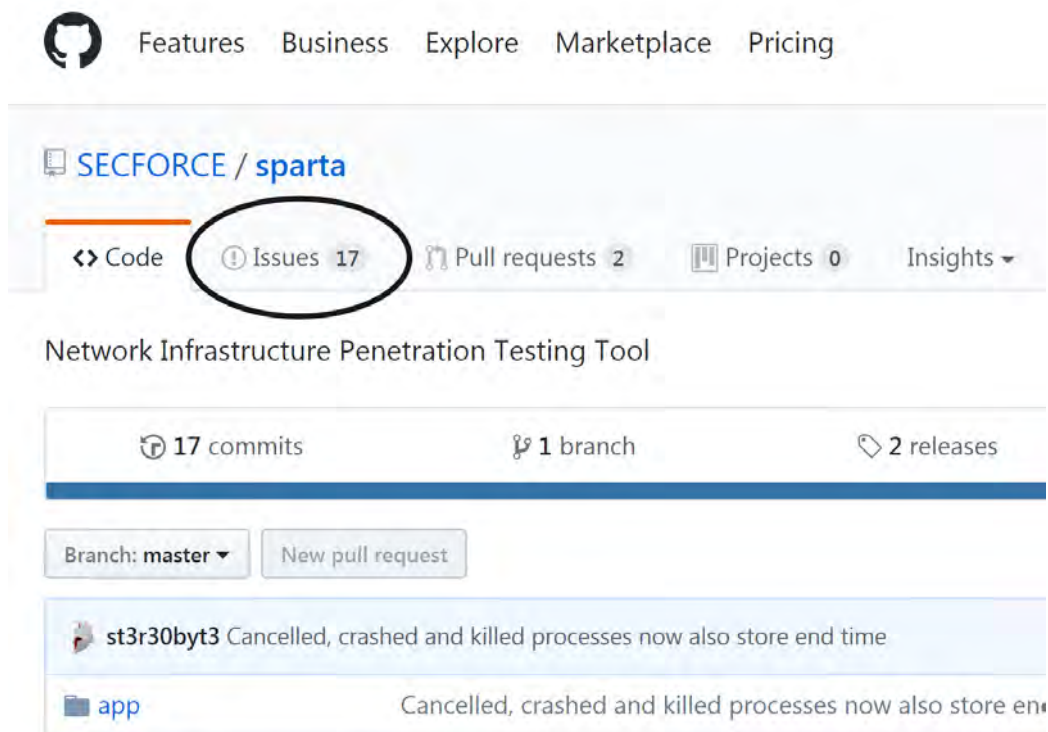 Features Business Explore Marketplace Pricing
SECFORCE / sparta
<> Code Issues 17 Pull requests 2 Projects 0 Insights
Network Infrastructure Penetration Testing Tool
17 commits 1 branch 2 releases
Branch: master New pull request
st3r30byt3 Cancelled, crashed and killed processes now also store end time
app Cancelled, crashed and killed processes now also store en